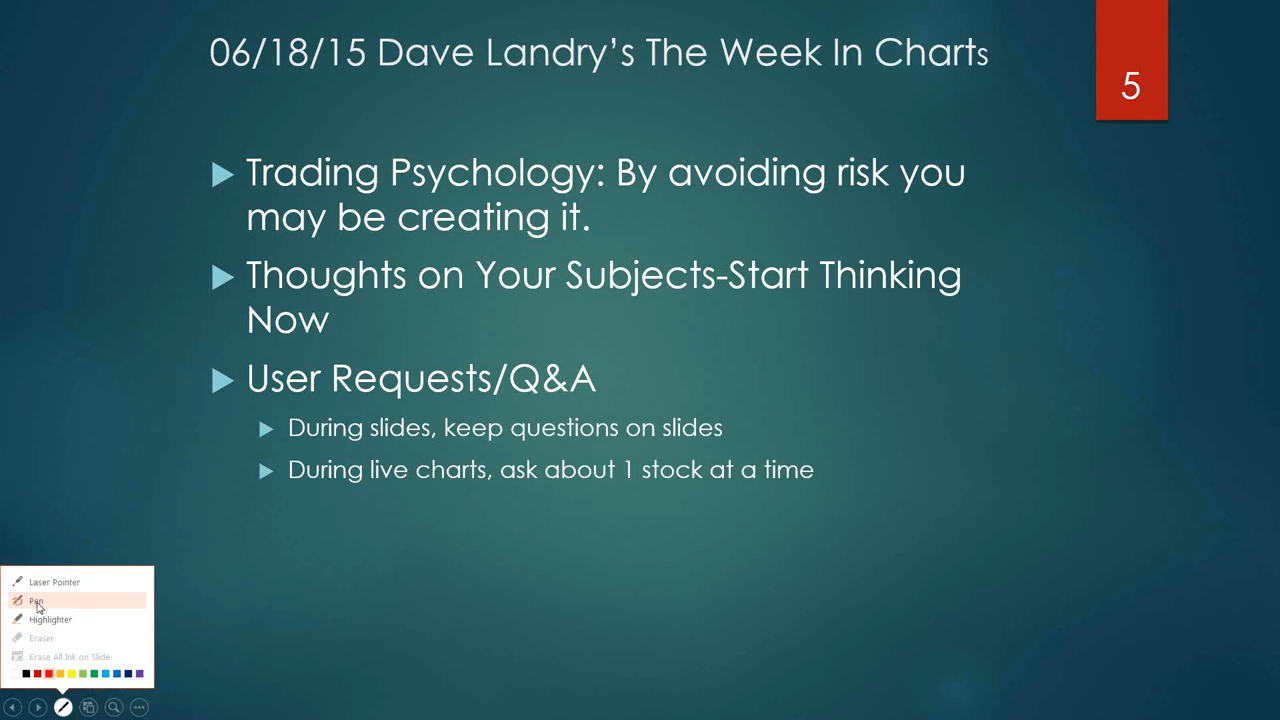 06/18/15 Dave Landry’s The Week In Charts
5
Trading Psychology: By avoiding risk you
may be creating it.
Thoughts on Your Subjects-Start Thinking
Now
User Requests/Q&A
During slides, keep questions on slides
During live charts, ask about 1 stock at a time
Laser Pointer
Pen
Highlighter
Eraser
Erase All Ink on Slide